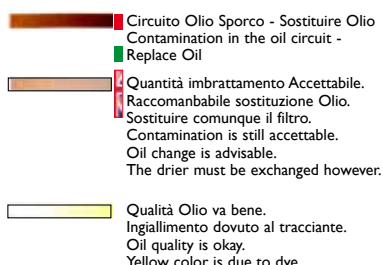 Circuito Olio Sporco - Sostituire Olio
Contamination in the oil circuit -
Replace Oil
Quantità imbrattamento Accettabile.
Raccomanbabile sostituzione Olio.
Sostituire comunque il filtro.
Contamination is still accettable.
Oil change is advisable.
The drier must be exchanged however.
Qualità Olio va bene.
Ingiallimento dovuto al tracciante.
Oil quality is okay.
Yellow color is due to dye